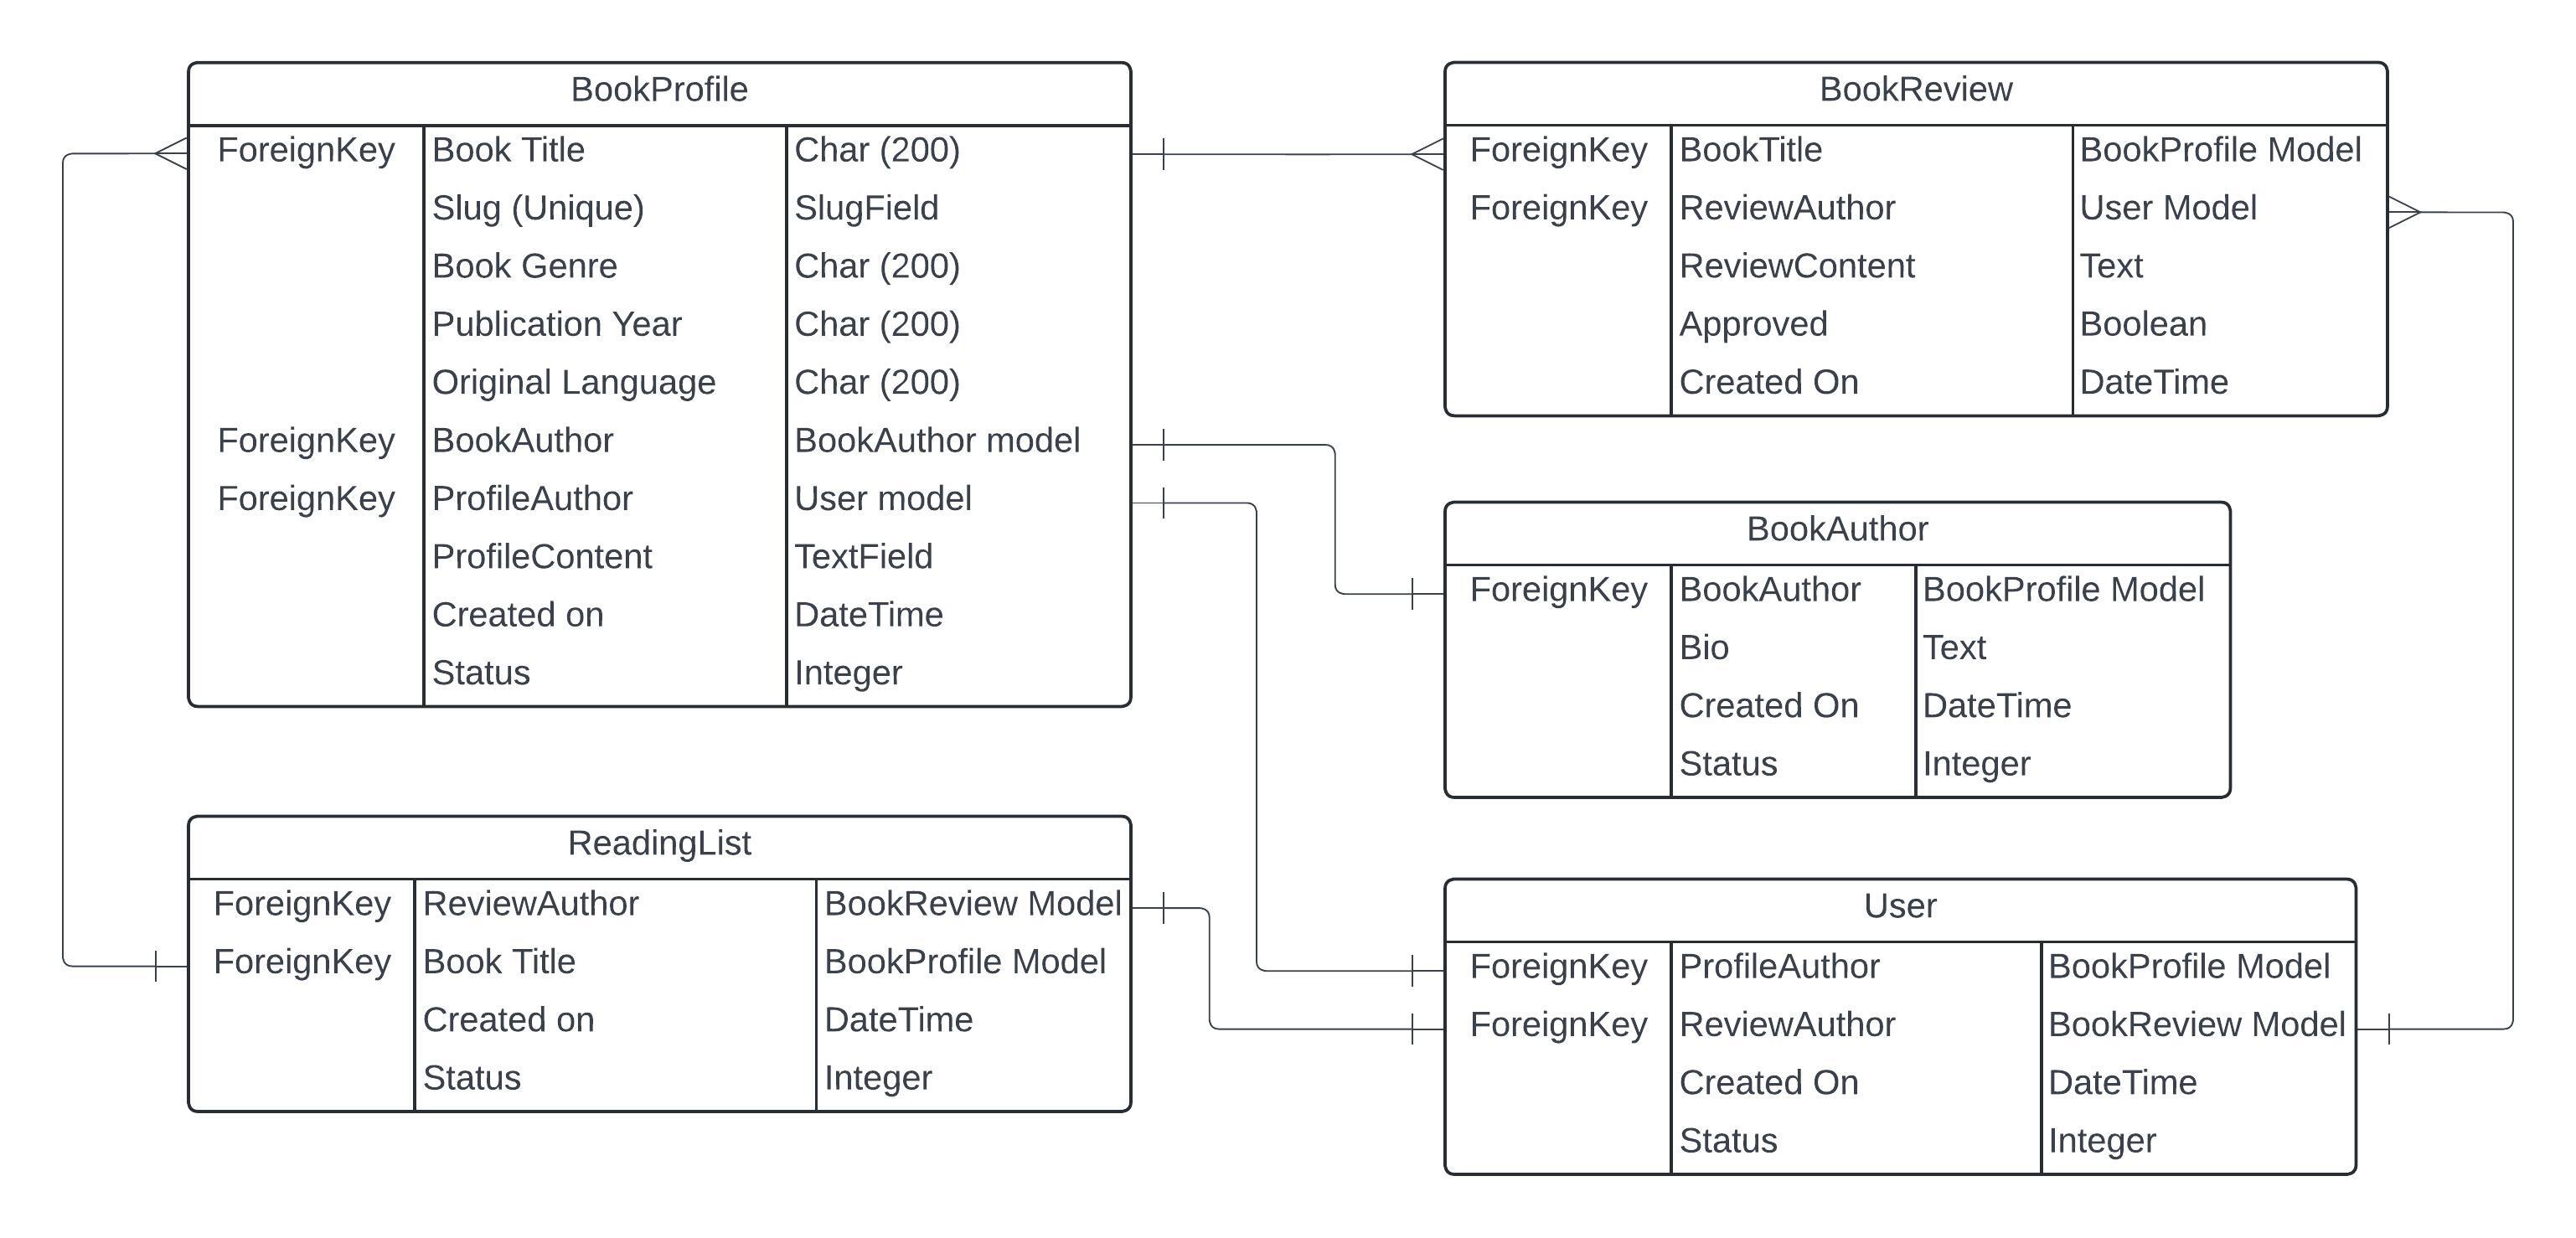 BookProfile
ForeignKey Book Title Char (200)
Slug (Unique) SlugField
Book Genre Char (200)
Publication Year Char (200)
Original Language Char (200)
ForeignKey BookAuthor BookAuthor model
ForeignKey ProfileAuthor User model
ProfileContent TextField
Created on DateTime
Status Integer
BookReview
ForeignKey BookTitle BookProfile Model
ForeignKey ReviewAuthor User Model
ReviewContent Text
Approved Boolean
Created On DateTime
BookAuthor
ForeignKey BookAuthor BookProfile Model
Bio Text
Created On DateTime
Status Integer
ReadingList
ForeignKey ReviewAuthor BookReview Model
ForeignKey Book Title BookProfile Model
Created on DateTime
Status Integer
User
ForeignKey ProfileAuthor BookProfile Model
ForeignKey ReviewAuthor BookReview Model
Created On DateTime
Status Integer